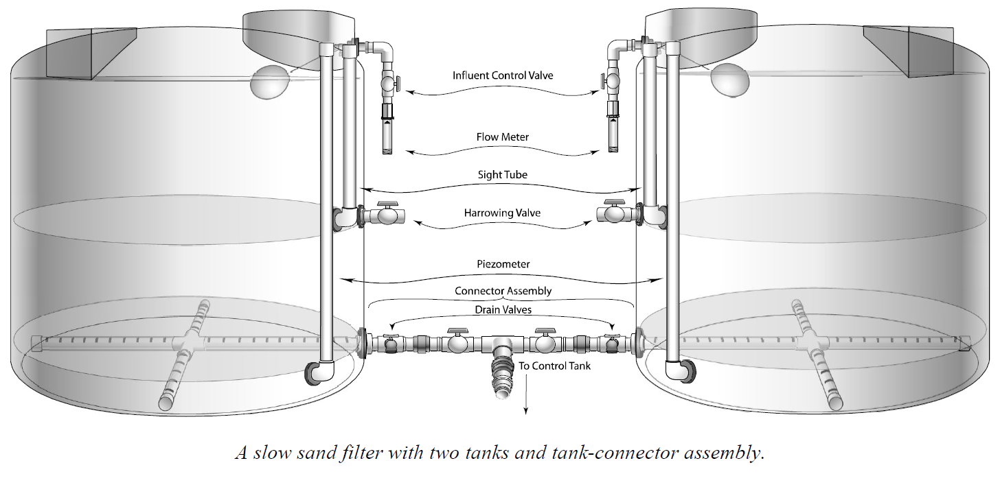 Influent Control Valve
Flow Meter
Sight Tube
Harrowing Valve
Piezometer
Connector Assembly
Drain Valves
To Control Tank
A slow sand filter with two tanks and tank-connector assembly.